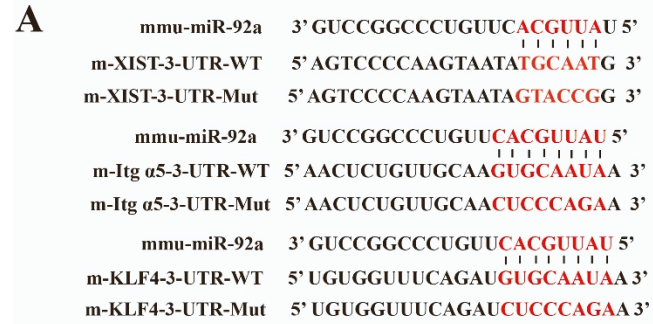 A
mmu-miR-92a 3’ GUCCGGCCCUGUUCACGUUAU 5’
m-XIST-3-UTR-WT 5’ AGTCCCCAAGTAATATGCAATG 3’
m-XIST-3-UTR-Mut 5’ AGTCCCCAAGTAATAGTACCGG 3’
mmu-miR-92a 3’ GUCCGGCCCUGUUCACGUUAU 5’
m-Itg α5-3-UTR-WT 5’ AACUCUGUUGCAAGUGCAAUAA 3’
m-Itg α5-3-UTR-Mut 5’ AACUCUGUUGCAACUCCCAGAA 3’
mmu-miR-92a 3’ GUCCGGCCCUGUUCACGUUAU 5’
m-KLF4-3-UTR-WT 5’ UGUGGUUUCAGAUGUGCAAUAA 3’
m-KLF4-3-UTR-Mut 5’ UGUGGUUUCAGAUCUCCCAGAA 3’